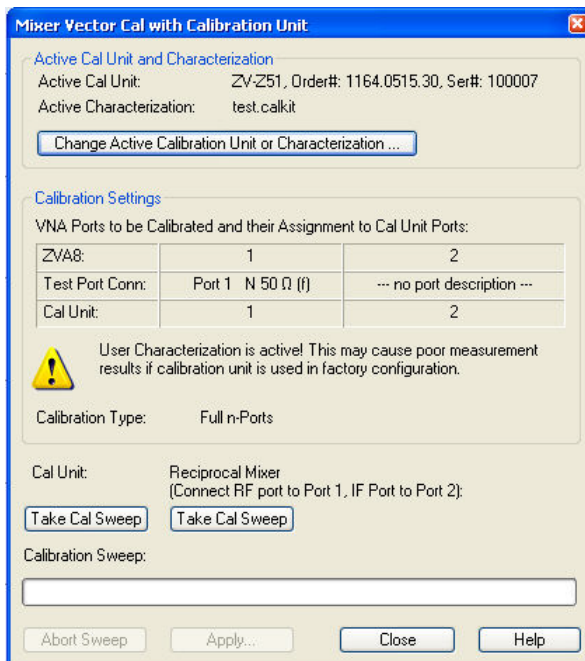 Mixer Vector Cal with Calibration Unit
Active Cal Unit and Characterization
Active Cal Unit: ZV-Z51, Order#: 1164.0515.30, Ser#: 100007
Active Characterization: test.calkit
Change Active Calibration Unit or Characterization ...
Calibration Settings
VNA Ports to be Calibrated and their Assignment to Cal Unit Ports:
ZVA8: 1 2
Test Port Conn: Port 1 N 50 Ω (f) --- no port description ---
Cal Unit: 1 2
User Characterization is active! This may cause poor measurement
results if calibration unit is used in factory configuration.
Calibration Type: Full n-Ports
Cal Unit: Reciprocal Mixer
(Connect RF port to Port 1, IF Port to Port 2):
Take Cal Sweep Take Cal Sweep
Calibration Sweep:
Abort Sweep Apply... Close Help